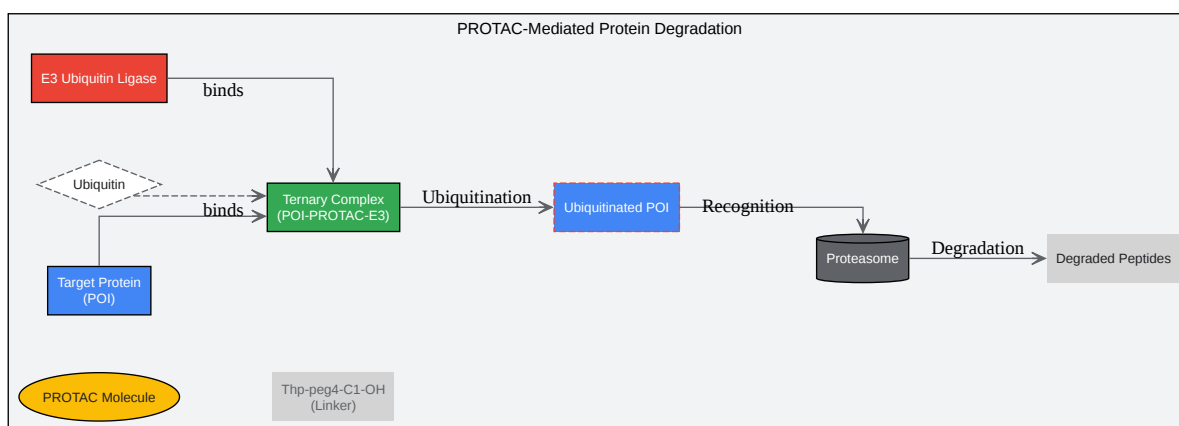 PROTAC-Mediated Protein Degradation
E3 Ubiquitin Ligase
binds
Ubiquitin
binds
Target Protein
(POI)
Ternary Complex
(POI-PROTAC-E3)
Ubiquitination
Ubiquitinated POI
Recognition
Proteasome
Degradation
Degraded Peptides
PROTAC Molecule
Thp-peg4-C1-OH
(Linker)